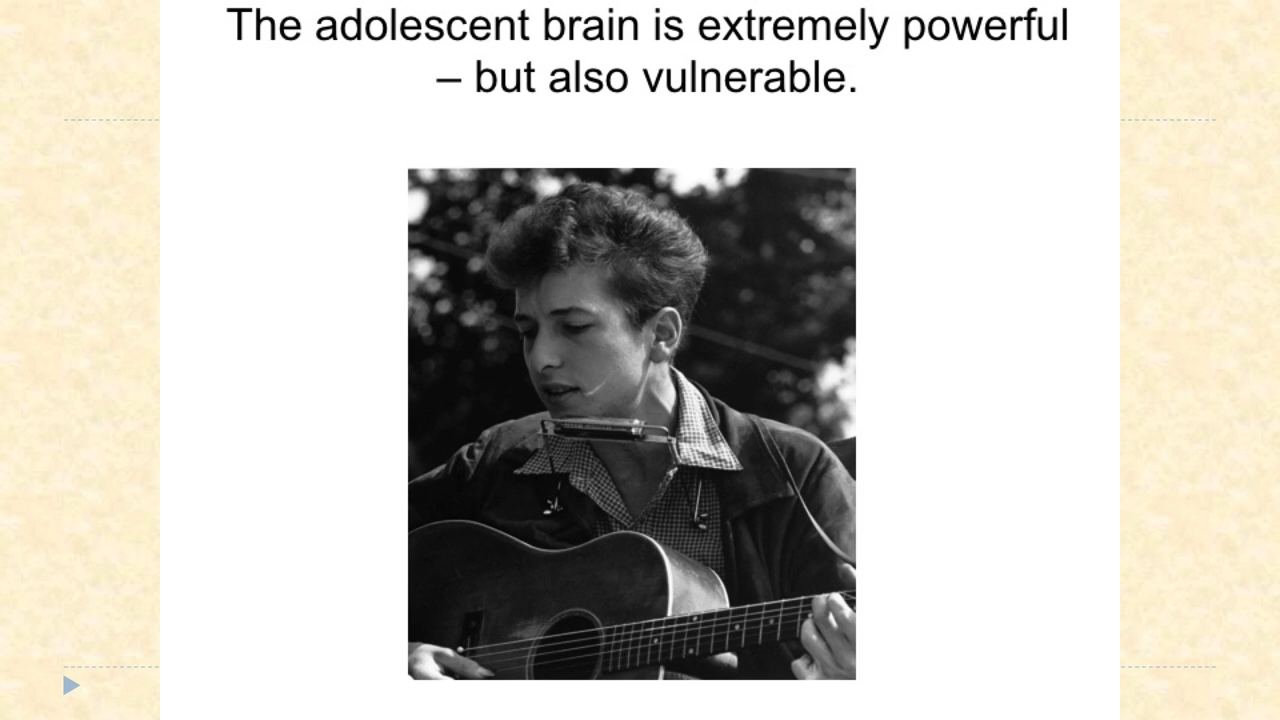 The adolescent brain is extremely powerful
– but also vulnerable.